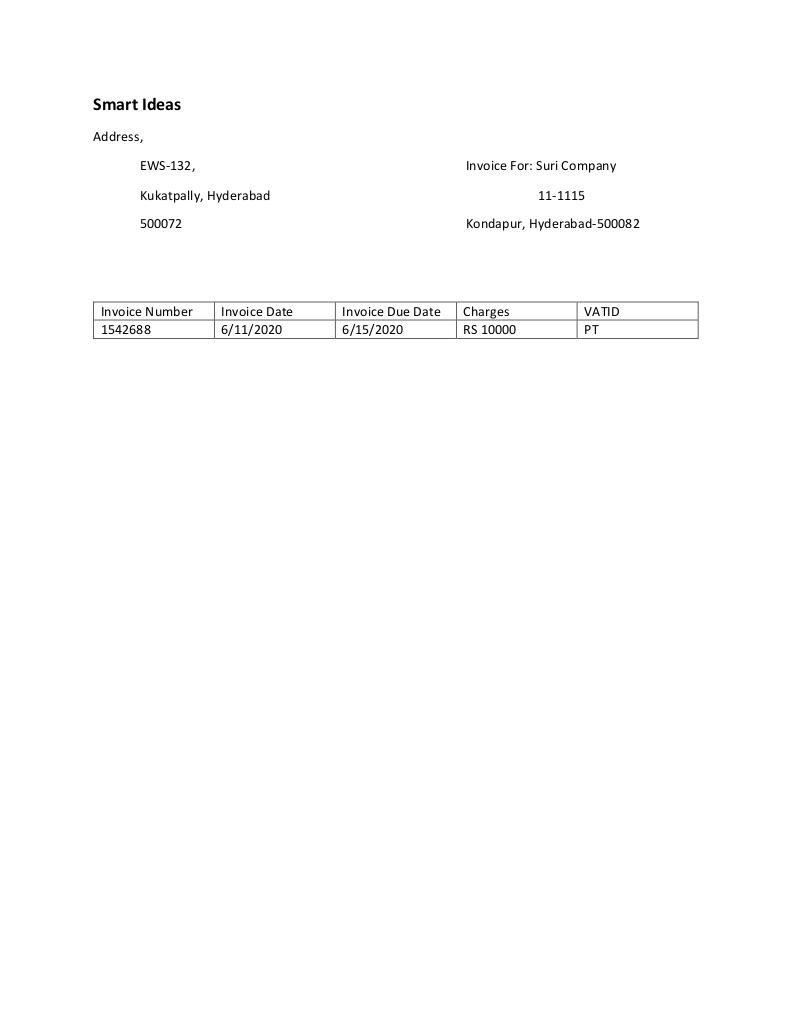 Smart Ideas
Address,
EWS-132,
Invoice For: Suri Company
Kukatpally, Hyderabad
11-1115
500072
Kondapur, Hyderabad-500082
Invoice Number Invoice Date Invoice Due Date Charges VATID
1542688 6/11/2020 6/15/2020 RS 10000 PT